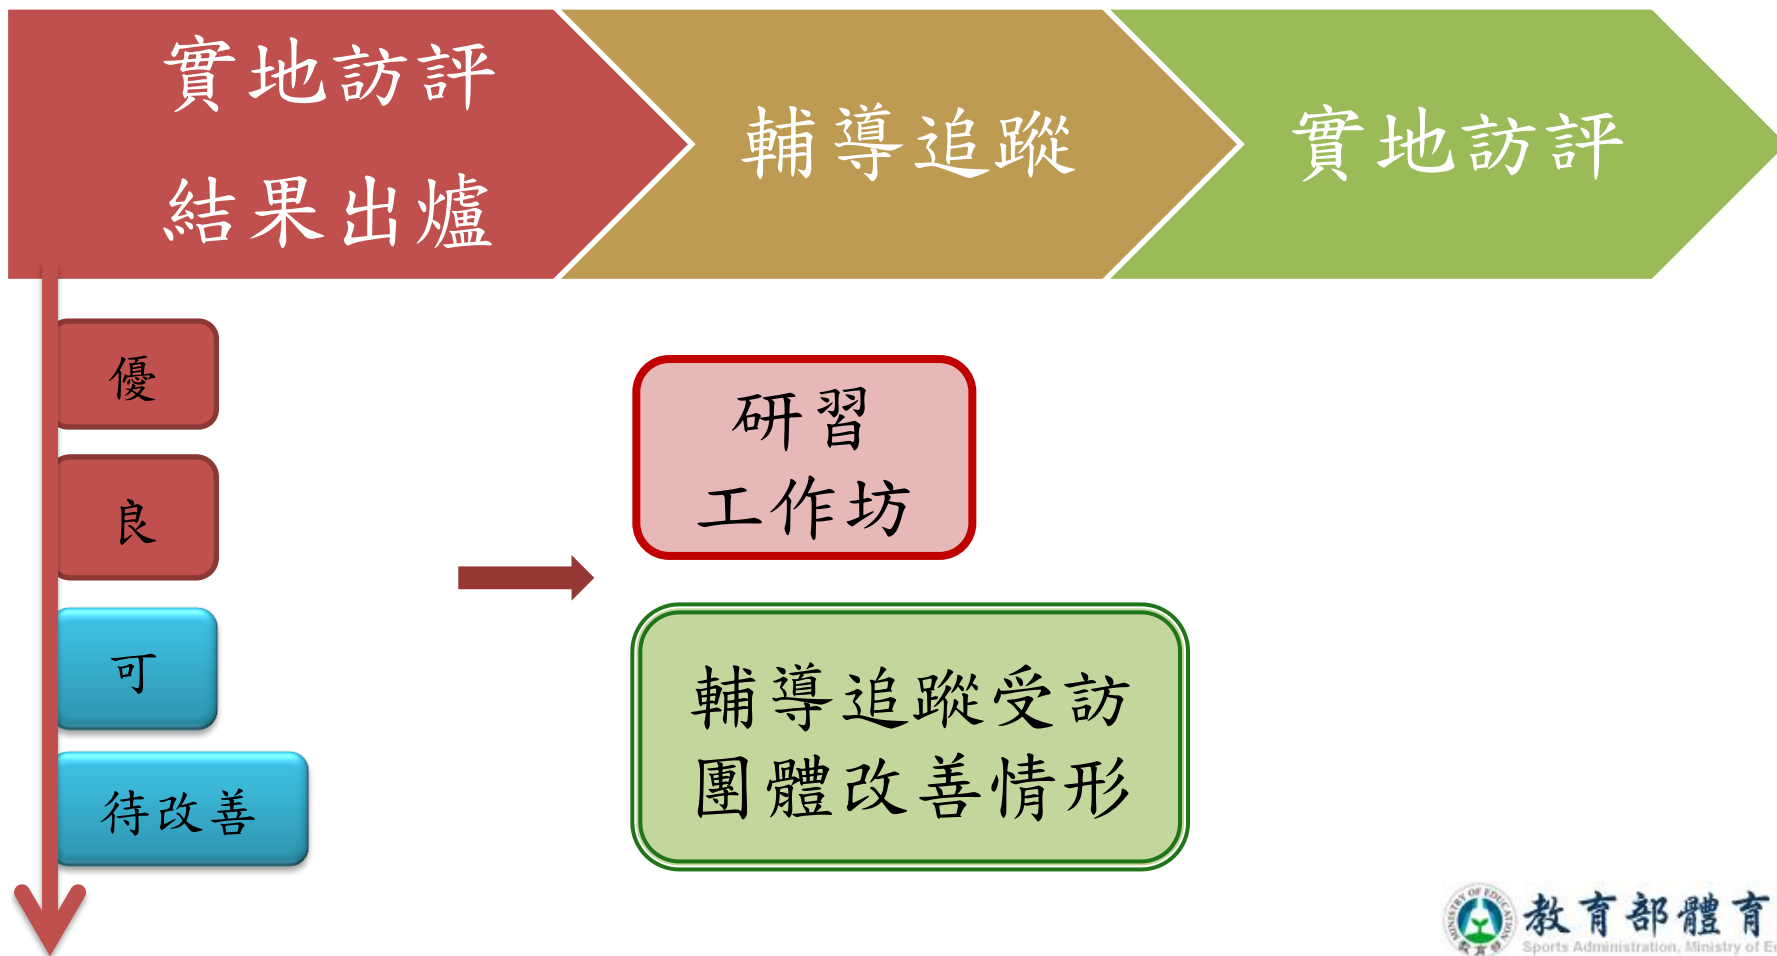 實地訪評
結果出爐
輔導追蹤
實地訪評
優
良
可
待改善
研習
工作坊
輔導追蹤受訪
團體改善情形
教育部體育
Sports Administration, Ministry of E